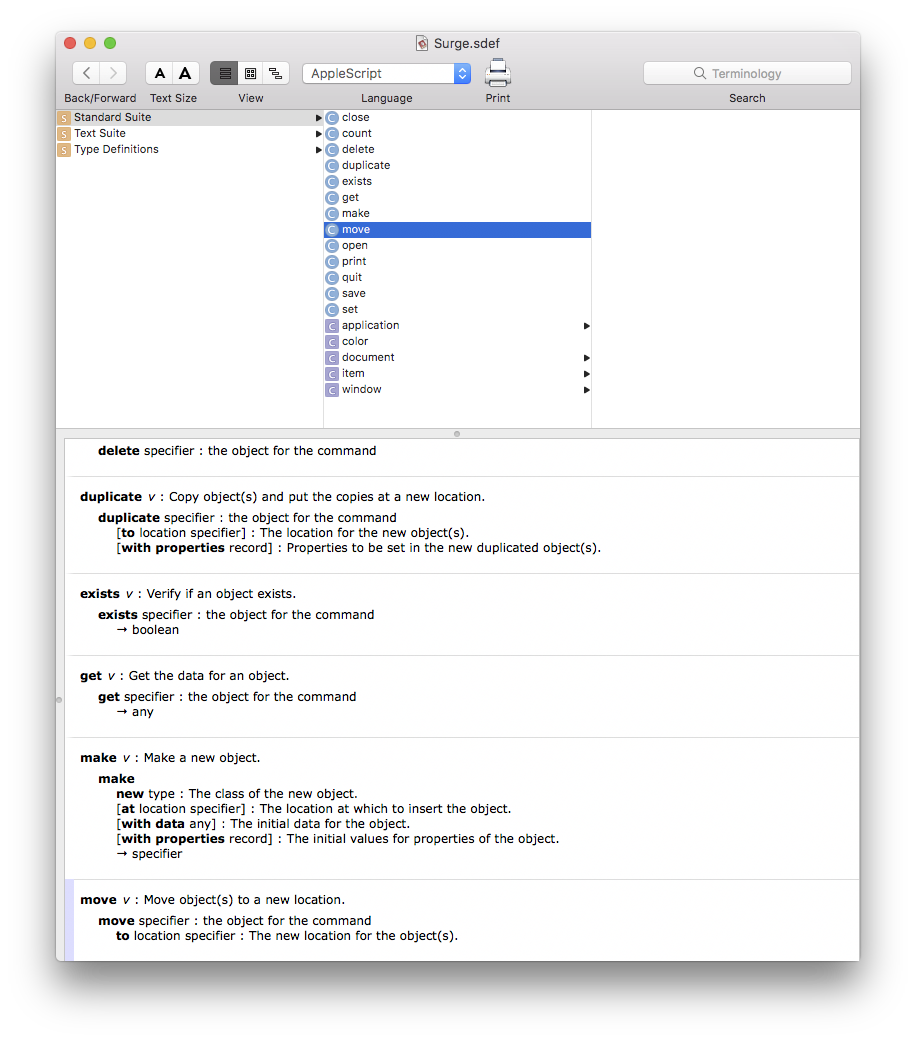 Surge.sdef
A A
AppleScript
Terminology
Back/Forward Text Size View Language Print Search
S Standard Suite
S Text Suite
S Type Definitions
C close
C count
C delete
C duplicate
C exists
C get
C make
C move
C open
C print
C quit
C save
C set
C application
C color
C document
C item
C window
delete specifier : the object for the command
duplicate v : Copy object(s) and put the copies at a new location.
duplicate specifier : the object for the command
[to location specifier] : The location for the new object(s).
[with properties record] : Properties to be set in the new duplicated object(s).
exists v : Verify if an object exists.
exists specifier : the object for the command
→ boolean
get v : Get the data for an object.
get specifier : the object for the command
→ any
make v : Make a new object.
make
new type : The class of the new object.
[at location specifier] : The location at which to insert the object.
[with data any] : The initial data for the object.
[with properties record] : The initial values for properties of the object.
→ specifier
move v : Move object(s) to a new location.
move specifier : the object for the command
to location specifier : The new location for the object(s).